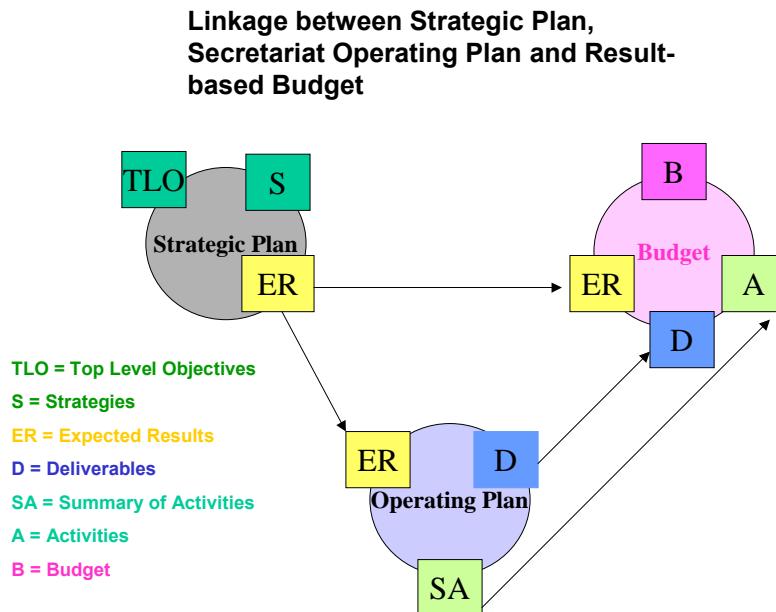 Linkage between Strategic Plan,
Secretariat Operating Plan and Result-
based Budget
TLO
S
Strategic Plan
ER
B
Budget
ER
A
D
TLO = Top Level Objectives
S = Strategies
ER = Expected Results
D = Deliverables
SA = Summary of Activities
A = Activities
B = Budget
ER
D
Operating Plan
SA